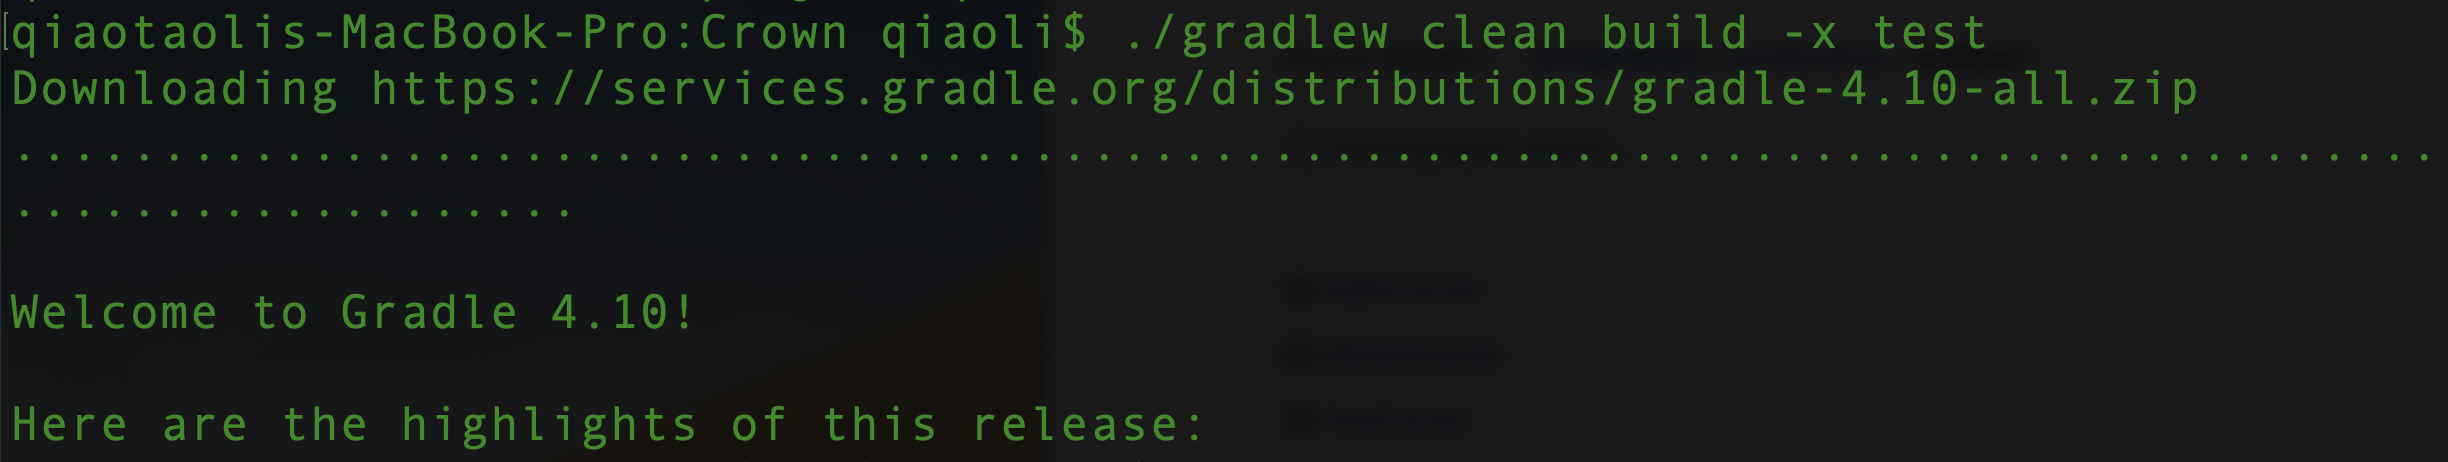 qiaotaolis-MacBook-Pro:Crown qiaoli$ ./gradlew clean build -x test
Downloading https://services.gradle.org/distributions/gradle-4.10-all.zip
.................................................................................
...................
Welcome to Gradle 4.10!
Here are the highlights of this release: